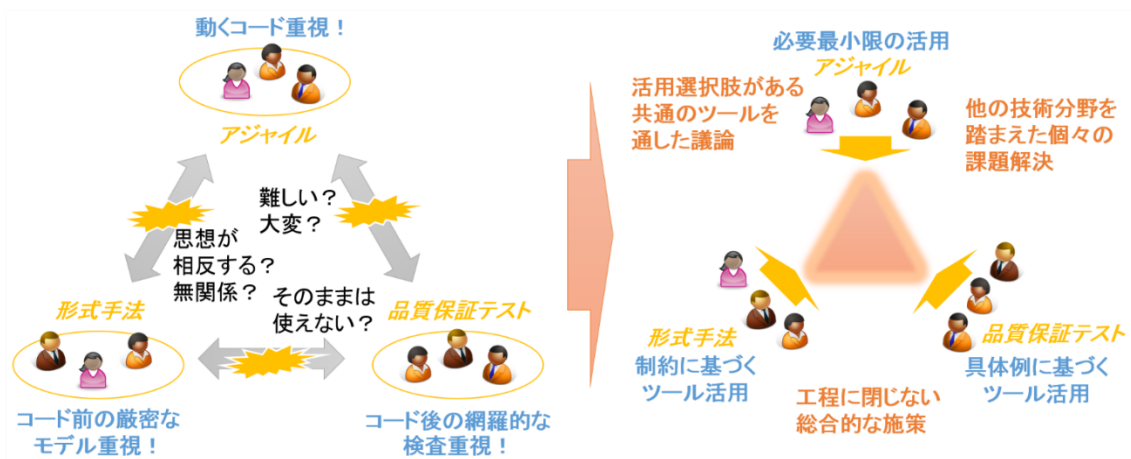 動くコード重視！
アジャイル
難しい？
大変？
思想が
相反する？
無関係？
そのままは
使えない？
形式手法
品質保証テスト
コード前の厳密な
モデル重視！
コード後の網羅的な
検査重視！
必要最小限の活用
アジャイル
活用選択肢がある
共通のツールを
通した議論
他の技術分野を
踏まえた個々の
課題解決
形式手法
制約に基づく
ツール活用
工程に閉じない
総合的な施策
品質保証テスト
具体例に基づく
ツール活用